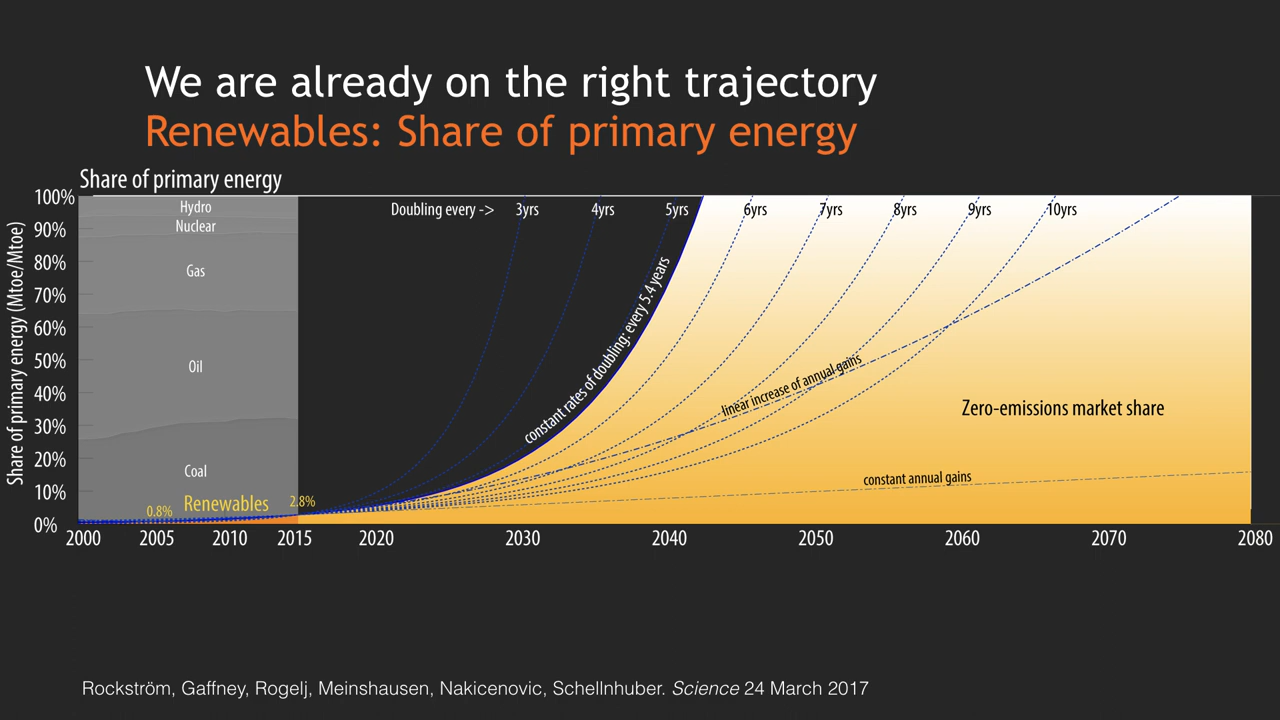 We are already on the right trajectory
Renewables: Share of primary energy
Share of primary energy
Share of primary energy (Mtoe/Mtoe)
100%
90%
80%
70%
60%
50%
40%
30%
20%
10%
0%
Hydro
Nuclear
Gas
Oil
Coal
Renewables
0.8%
2.8%
Doubling every -> 3yrs 4yrs 5yrs 6yrs 7yrs 8yrs 9yrs 10yrs
constant rates of doubling: every 5.4 years
linear increase of annual gains
Zero-emissions market share
constant annual gains
2000 2005 2010 2015 2020 2030 2040 2050 2060 2070 2080
Rockström, Gaffney, Rogelj, Meinshausen, Nakicenovic, Schellnhuber. Science 24 March 2017